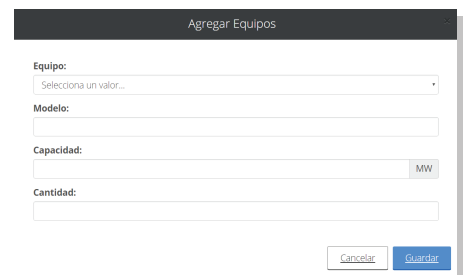 Agregar Equipos
Equipo:
Selecciona un valor...
Modelo:
Capacidad:
MW
Cantidad:
Cancelar
Guardar